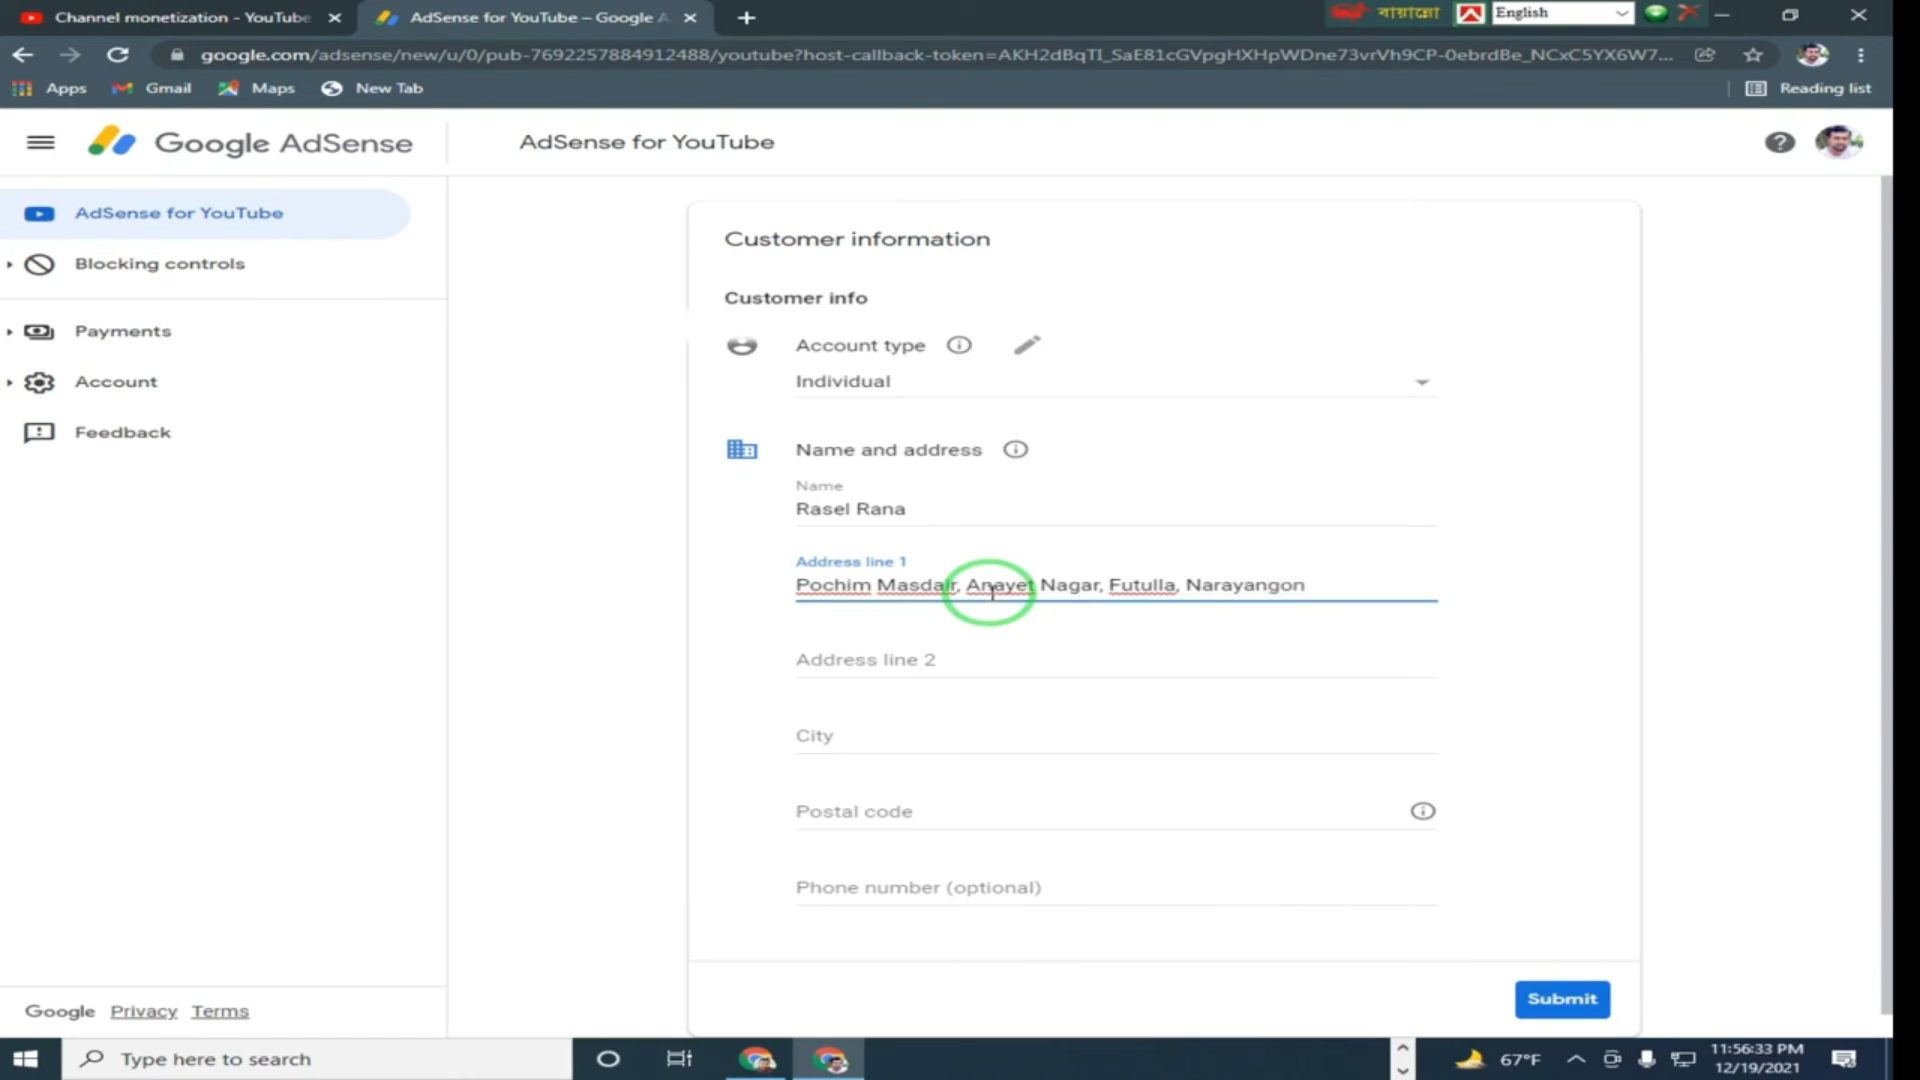 Channel monetization - YouTube
AdSense for YouTube – Google A
বায়ান্নো
English
google.com/adsense/new/u/0/pub-7692257884912488/youtube?host-callback-token=AKH2dBqTI_SaE81cGVpgHXHpWDne73vrVh9CP-0ebrdBe_NCxC5YX6W7...
Apps
Gmail
Maps
New Tab
Reading list
Google AdSense
AdSense for YouTube
AdSense for YouTube
Blocking controls
Payments
Account
Feedback
Customer information
Customer info
Account type
Individual
Name and address
Name
Rasel Rana
Address line 1
Pochim Masdair, Anayet Nagar, Futulla, Narayangon
Address line 2
City
Postal code
Phone number (optional)
Submit
Google Privacy Terms
Type here to search
67°F
11:56:33 PM
12/19/2021